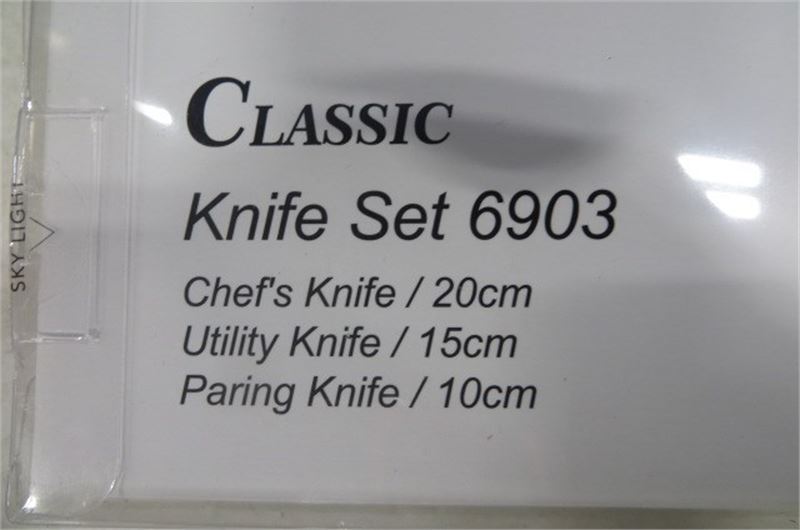 CLASSIC
Knife Set 6903
Chef's Knife / 20cm
Utility Knife / 15cm
Paring Knife / 10cm
SKY LIGHT